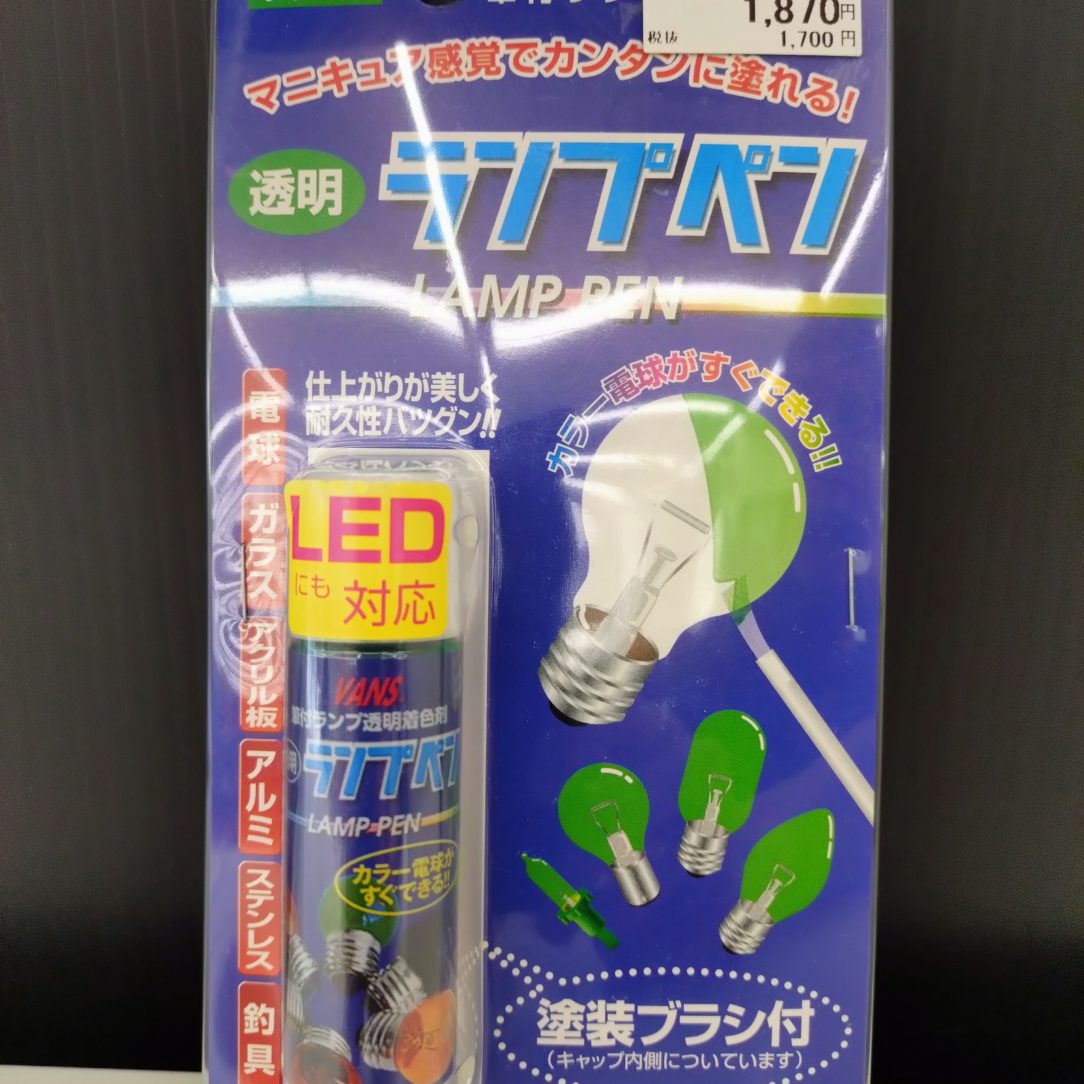 1,870円
税抜 1,700円
マニキュア感覚でカンタンに塗れる!
透明
ランプペン
LAMP PEN
カラー電球がすぐできる!!
仕上がりが美しく
耐久性バツグン!!
電球
ガラス
アクリル板
アルミ
ステンレス
釣具
LED
にも対応
VANS
筆付ランプ透明着色剤
ランプペン
LAMP PEN
カラー電球が
すぐできる!!
塗装ブラシ付
(キャップ内側についています)